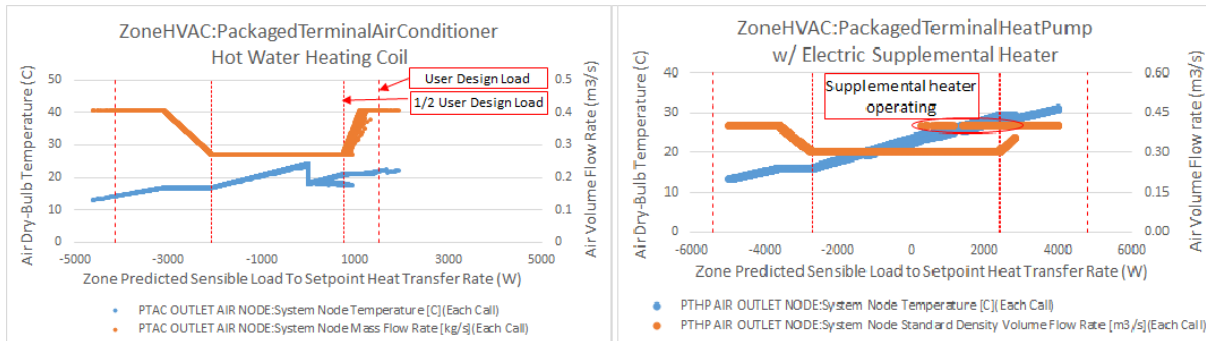 ZoneHVAC:PackagedTerminalAirConditioner
Hot Water Heating Coil
User Design Load
1/2 User Design Load
Air Dry-Bulb Temperature (C)
50
40
30
20
10
0
Air Volume Flow Rate (m3/s)
0.5
0.4
0.3
0.2
0.1
0
-5000
-3000
-1000
1000
3000
5000
Zone Predicted Sensible Load To Setpoint Heat Transfer Rate (W)
PTAC OUTLET AIR NODE:System Node Temperature [C](Each Call)
PTAC OUTLET AIR NODE:System Node Mass Flow Rate [kg/s](Each Call)
ZoneHVAC:PackagedTerminalHeatPump
w/ Electric Supplemental Heater
Supplemental heater
operating
Air Dry-Bulb Temperature (C)
40
30
20
10
0
Air Volume Flow rate (m3/s)
0.60
0.45
0.30
0.15
0.00
-6000
-4000
-2000
0
2000
4000
6000
Zone Predicted Sensible Load to Setpoint Heat Transfer Rate (W)
PTHP AIR OUTLET NODE:System Node Temperature [C](Each Call)
PTHP AIR OUTLET NODE:System Node Standard Density Volume Flow Rate [m3/s](Each Call)